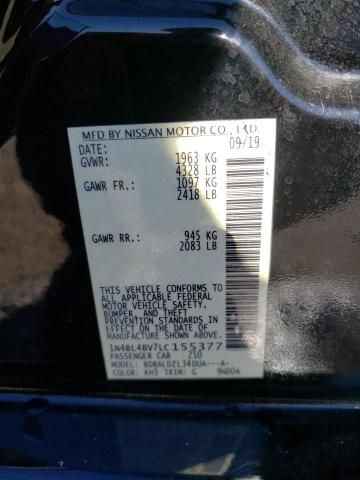 MFD BY NISSAN MOTOR CO., LTD.
DATE: 09/19
GVWR: 1963 KG
4328 LB
GAWR FR.: 1097 KG
2418 LB
GAWR RR.: 945 KG
2083 LB
THIS VEHICLE CONFORMS TO
ALL APPLICABLE FEDERAL
MOTOR VEHICLE SAFETY,
BUMPER, AND THEFT
PREVENTION STANDARDS
IN EFFECT ON THE DATE OF
MANUFACTURE SHOWN ABOVE.
1N4BL4BV7LC155377
PASSENGER CAR 250
MODEL: BDBALDZL34DUA---A-
COLOR: KH3 TRIM: G 9N00A